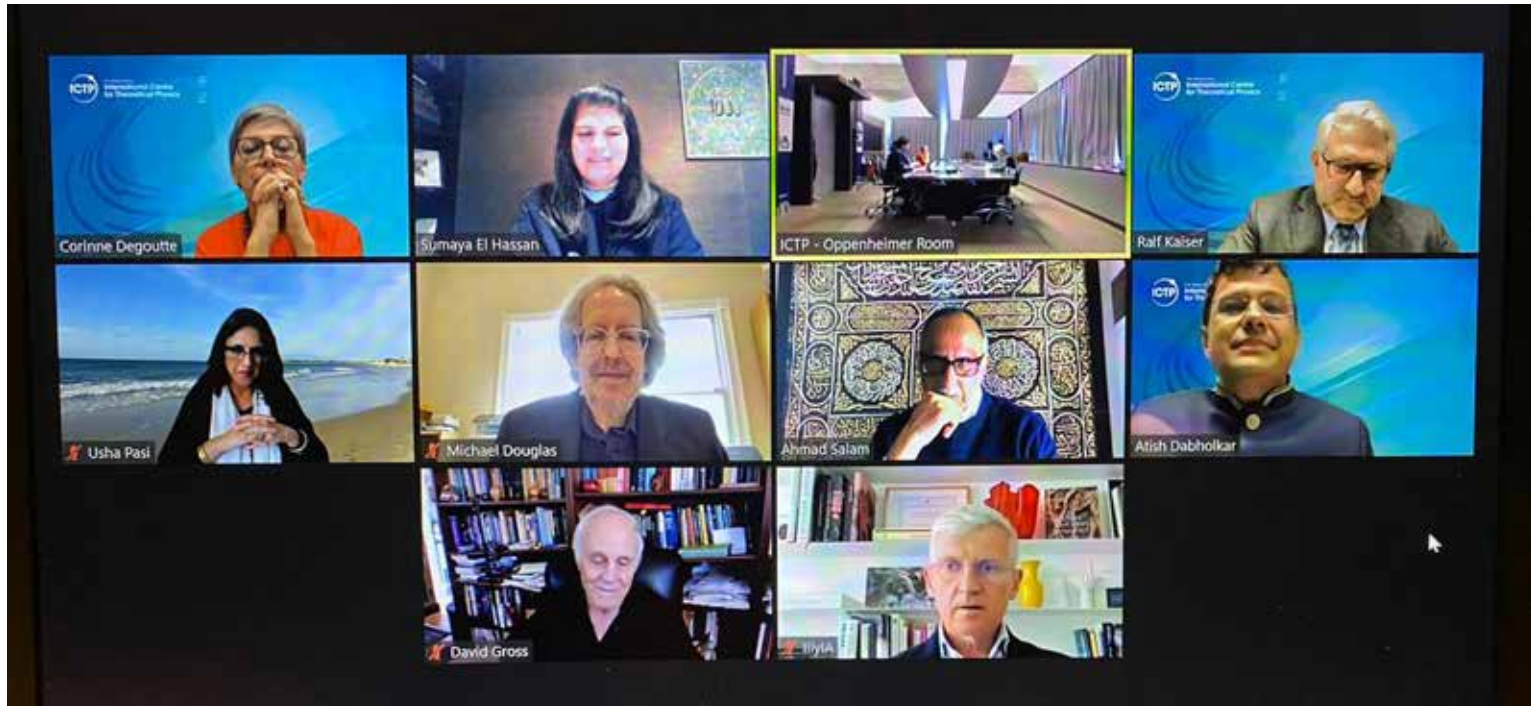 ICTP
International Centre
for Theoretical Physics
Corinne Degoutte
Sumaya El Hassan
ICTP - Oppenheimer Room
ICTP
International Centre
for Theoretical Physics
Ralf Kaiser
Usha Pasi
Michael Douglas
Ahmad Salam
ICTP
Atish Dabholkar
David Gross